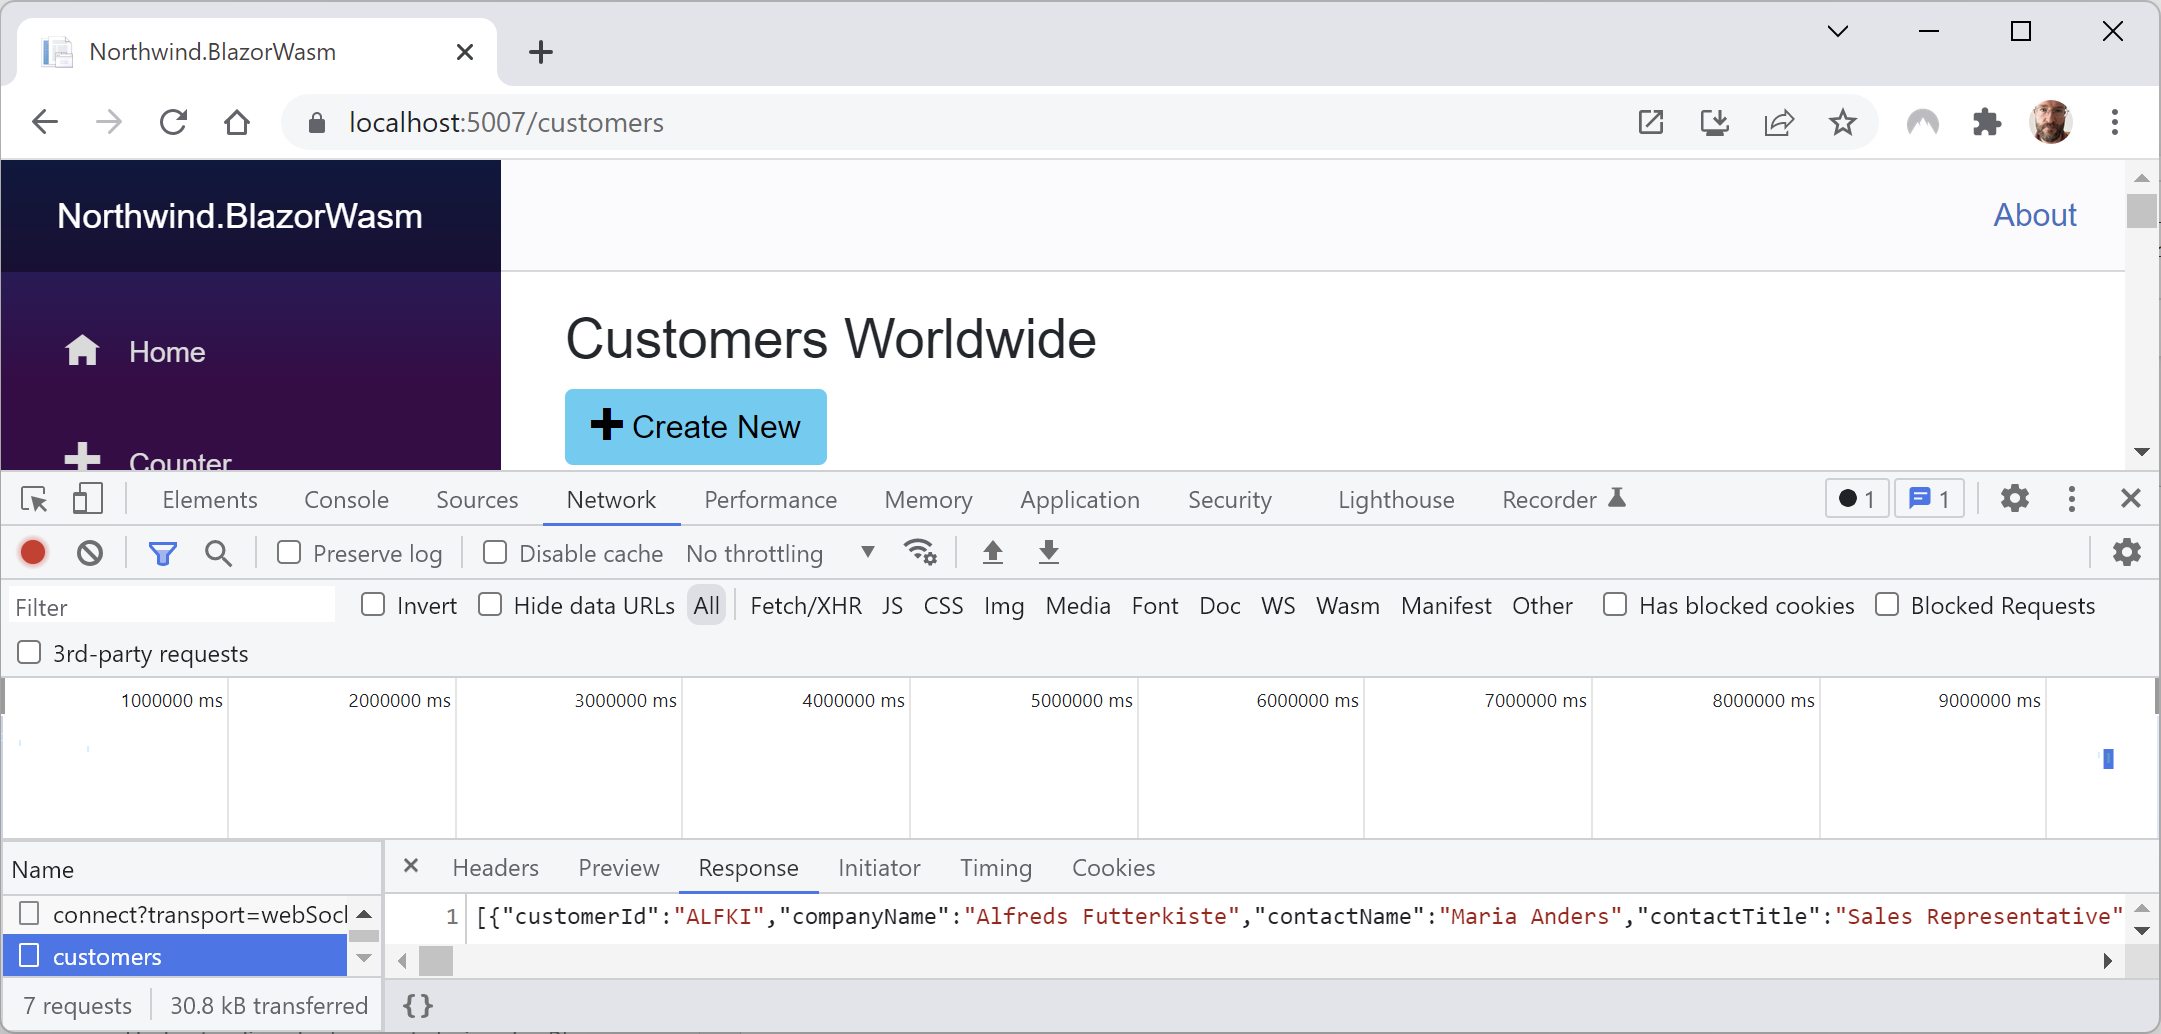 Northwind.BlazorWasm
localhost:5007/customers
Northwind.BlazorWasm
About
Home
Customers Worldwide
Create New
Counter
Elements Console Sources Network Performance Memory Application Security Lighthouse Recorder 1 1
Preserve log Disable cache No throttling
Filter Invert Hide data URLs All Fetch/XHR JS CSS Img Media Font Doc WS Wasm Manifest Other Has blocked cookies Blocked Requests
3rd-party requests
1000000 ms 2000000 ms 3000000 ms 4000000 ms 5000000 ms 6000000 ms 7000000 ms 8000000 ms 9000000 ms
Name Headers Preview Response Initiator Timing Cookies
connect?transport=webSock 1 [{"customerId":"ALFKI","companyName":"Alfreds Futterkiste","contactName":"Maria Anders","contactTitle":"Sales Representative"
customers
7 requests 30.8 kB transferred {}